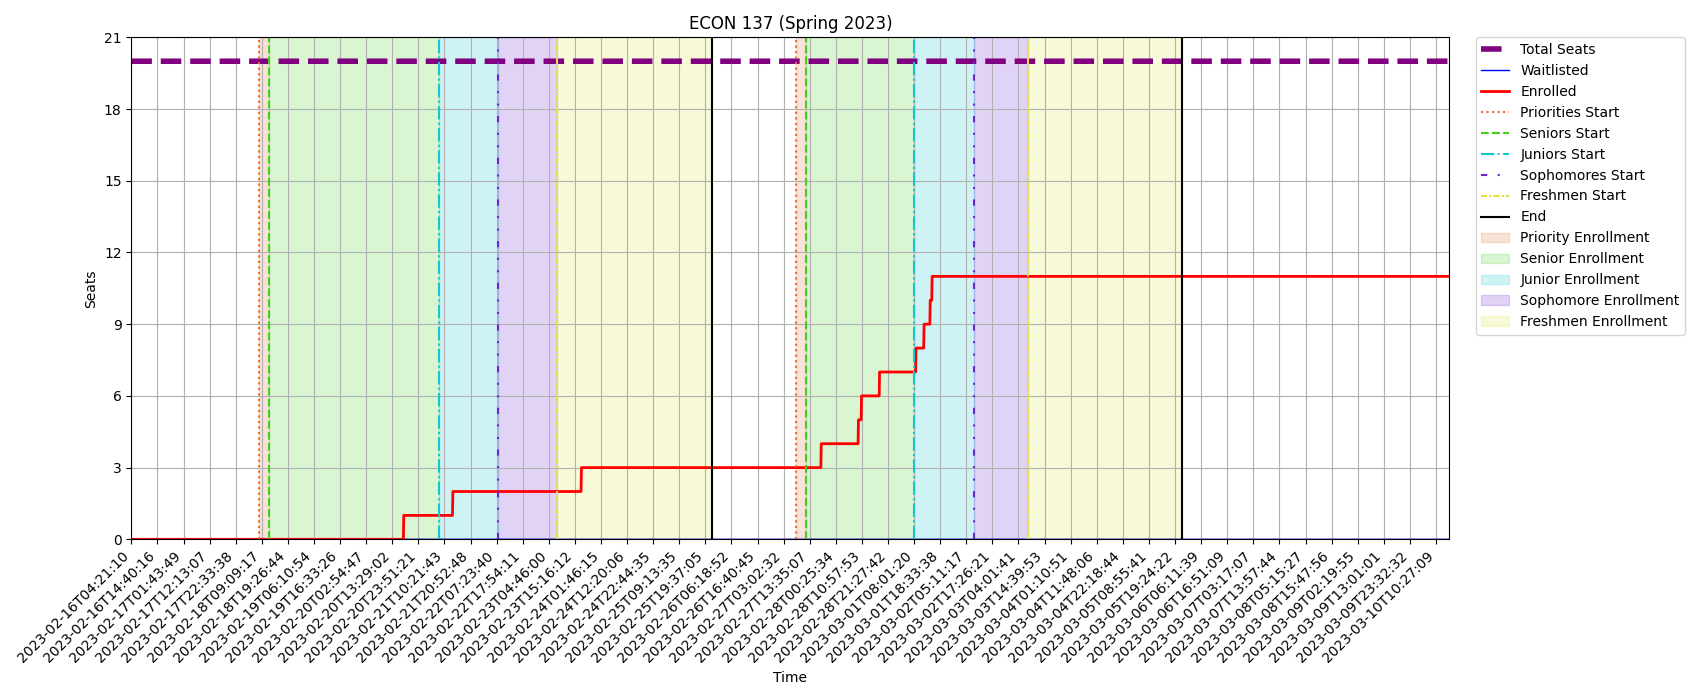 ECON 137 (Spring 2023)
21
18
15
12
9
6
3
0
Seats
2023-02-16T04:21:10
2023-02-16T14:40:16
2023-02-17T01:43:49
2023-02-17T12:13:07
2023-02-17T22:33:38
2023-02-18T09:09:17
2023-02-18T19:26:44
2023-02-19T06:10:54
2023-02-19T16:33:26
2023-02-20T02:54:47
2023-02-20T13:29:02
2023-02-20T23:51:21
2023-02-21T10:21:43
2023-02-21T20:52:48
2023-02-22T07:23:40
2023-02-22T17:54:11
2023-02-23T04:46:00
2023-02-23T15:16:12
2023-02-24T01:46:15
2023-02-24T12:20:06
2023-02-24T22:44:35
2023-02-25T09:13:35
2023-02-25T19:37:05
2023-02-26T06:18:52
2023-02-26T16:40:45
2023-02-27T03:02:32
2023-02-27T13:35:07
2023-02-28T00:25:34
2023-02-28T10:57:53
2023-02-28T21:27:42
2023-03-01T08:01:20
2023-03-01T18:33:38
2023-03-02T05:11:17
2023-03-02T17:26:21
2023-03-03T04:01:41
2023-03-03T14:39:53
2023-03-04T01:10:51
2023-03-04T11:48:06
2023-03-04T22:18:44
2023-03-05T08:55:41
2023-03-05T19:24:22
2023-03-06T06:11:39
2023-03-06T16:51:09
2023-03-07T03:17:07
2023-03-07T13:57:44
2023-03-08T05:15:27
2023-03-08T15:47:56
2023-03-09T02:19:55
2023-03-09T13:01:01
2023-03-09T23:32:32
2023-03-10T10:27:09
Time
Total Seats
Waitlisted
Enrolled
Priorities Start
Seniors Start
Juniors Start
Sophomores Start
Freshmen Start
End
Priority Enrollment
Senior Enrollment
Junior Enrollment
Sophomore Enrollment
Freshmen Enrollment